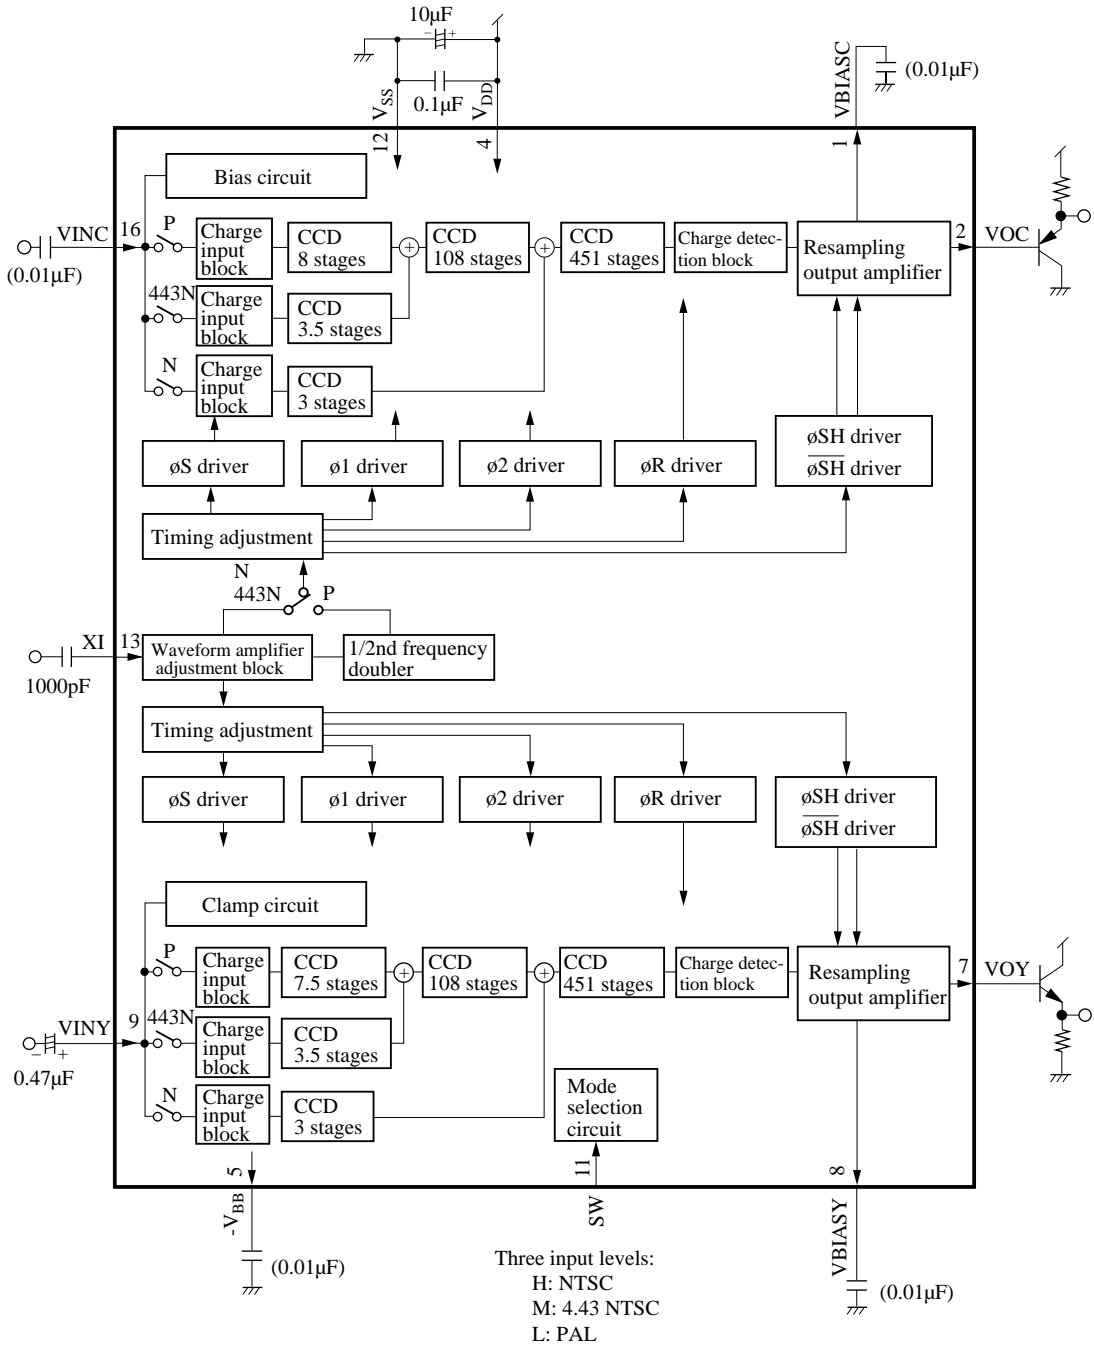 10µF
− +
(0.01µF)
0.1µF
VSS
VDD
VBIASC
12
4
1
Bias circuit
VINC
16
(0.01µF)
P
Charge
input
block
CCD
8 stages
+
CCD
108 stages
+
CCD
451 stages
Charge detec-
tion block
Resampling
output amplifier
2
VOC
443N
Charge
input
block
CCD
3.5 stages
N
Charge
input
block
CCD
3 stages
øS driver
ø1 driver
ø2 driver
øR driver
øSH driver
øSH driver
Timing adjustment
N
443N
P
XI
13
1000pF
Waveform amplifier
adjustment block
1/2nd frequency
doubler
Timing adjustment
øS driver
ø1 driver
ø2 driver
øR driver
øSH driver
øSH driver
Clamp circuit
P
Charge
input
block
CCD
7.5 stages
+
CCD
108 stages
+
CCD
451 stages
Charge detec-
tion block
Resampling
output amplifier
7
VOY
VINY
9
− +
0.47µF
443N
Charge
input
block
CCD
3.5 stages
N
Charge
input
block
CCD
3 stages
Mode
selection
circuit
5
11
8
-VBB
SW
VBIASY
(0.01µF)
(0.01µF)
Three input levels:
H: NTSC
M: 4.43 NTSC
L: PAL